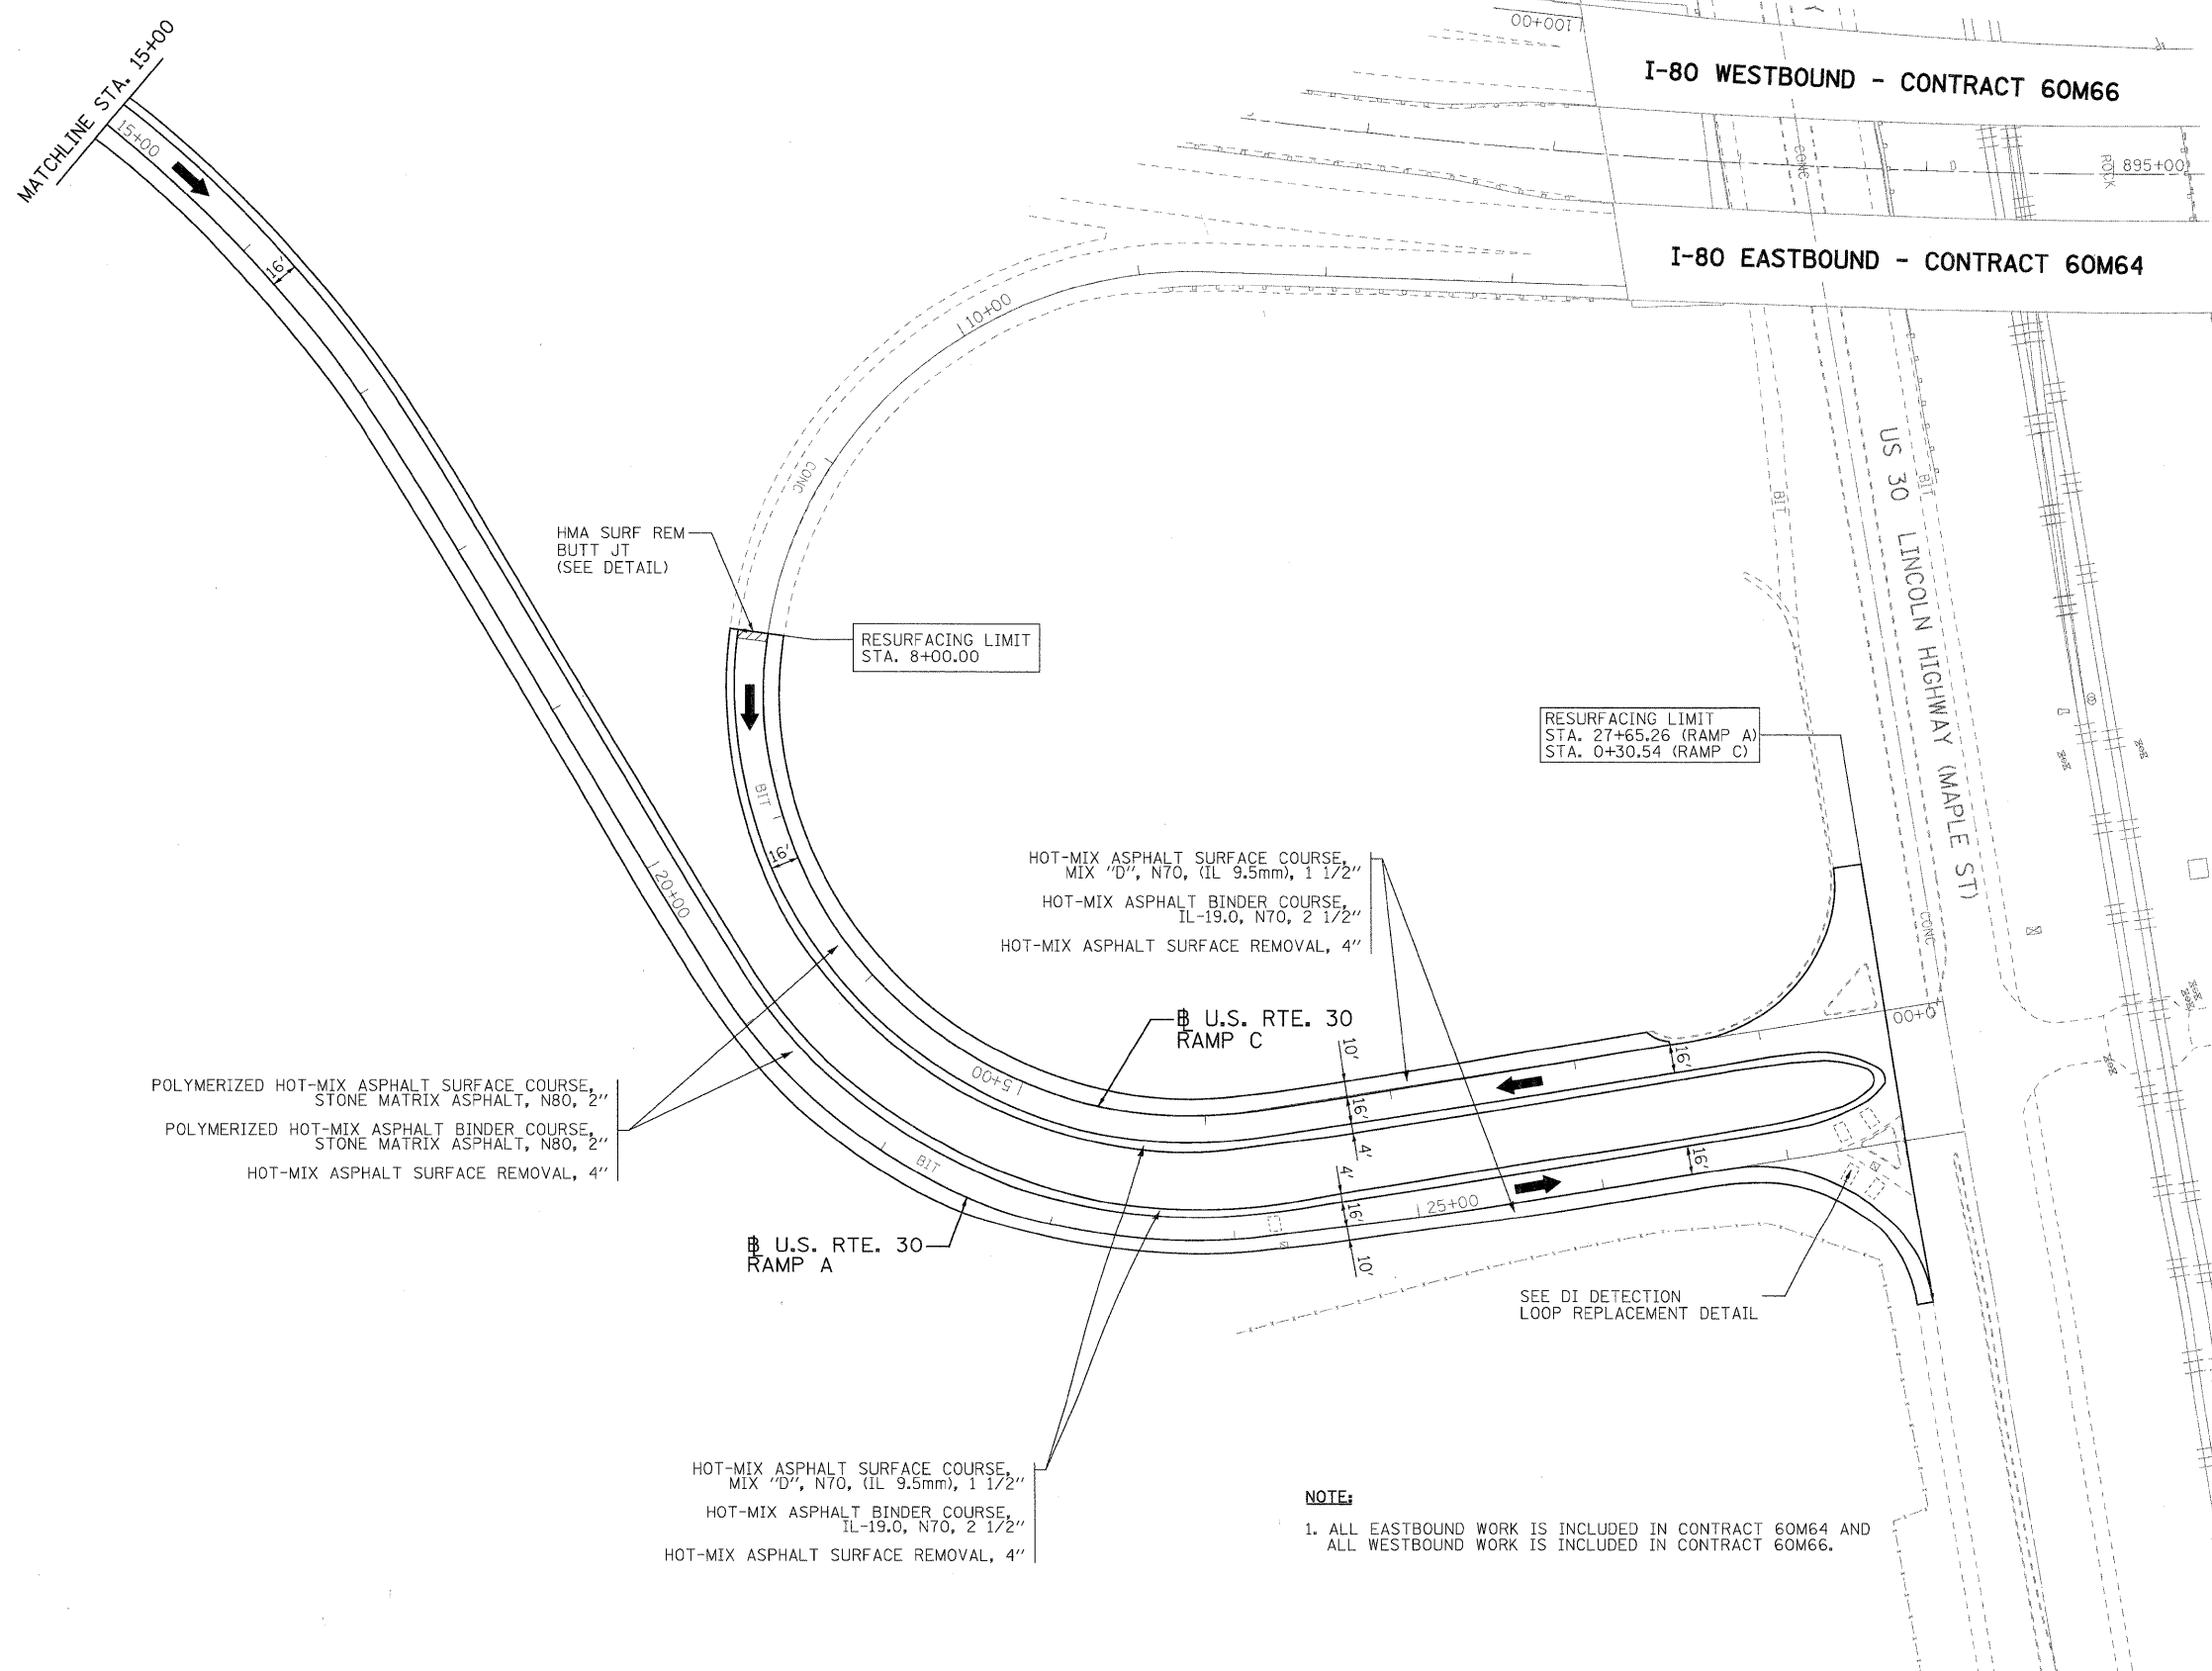 MATCHLINE STA. 15+00
15+00
16'
100+00
I-80 WESTBOUND - CONTRACT 60M66
CONC
ROCK
895+00
I-80 EASTBOUND - CONTRACT 60M64
10+00
CONC
HMA SURF REM
BUTT JT
(SEE DETAIL)
RESURFACING LIMIT
STA. 8+00.00
BIT
BIT
US 30 LINCOLN HIGHWAY (MAPLE ST)
RESURFACING LIMIT
STA. 27+65.26 (RAMP A)
STA. 0+30.54 (RAMP C)
BIT
16'
20+00
HOT-MIX ASPHALT SURFACE COURSE,
MIX "D", N70, (IL 9.5mm), 1 1/2"
HOT-MIX ASPHALT BINDER COURSE,
IL-19.0, N70, 2 1/2"
HOT-MIX ASPHALT SURFACE REMOVAL, 4"
CONC
0+00
℄ U.S. RTE. 30
RAMP C
10'
16'
4'
16'
5+00
POLYMERIZED HOT-MIX ASPHALT SURFACE COURSE,
STONE MATRIX ASPHALT, N80, 2"
POLYMERIZED HOT-MIX ASPHALT BINDER COURSE,
STONE MATRIX ASPHALT, N80, 2"
HOT-MIX ASPHALT SURFACE REMOVAL, 4"
BIT
4'
16'
10'
16'
25+00
℄ U.S. RTE. 30
RAMP A
SEE DI DETECTION
LOOP REPLACEMENT DETAIL
HOT-MIX ASPHALT SURFACE COURSE,
MIX "D", N70, (IL 9.5mm), 1 1/2"
HOT-MIX ASPHALT BINDER COURSE,
IL-19.0, N70, 2 1/2"
HOT-MIX ASPHALT SURFACE REMOVAL, 4"
NOTE:
1. ALL EASTBOUND WORK IS INCLUDED IN CONTRACT 60M64 AND
ALL WESTBOUND WORK IS INCLUDED IN CONTRACT 60M66.